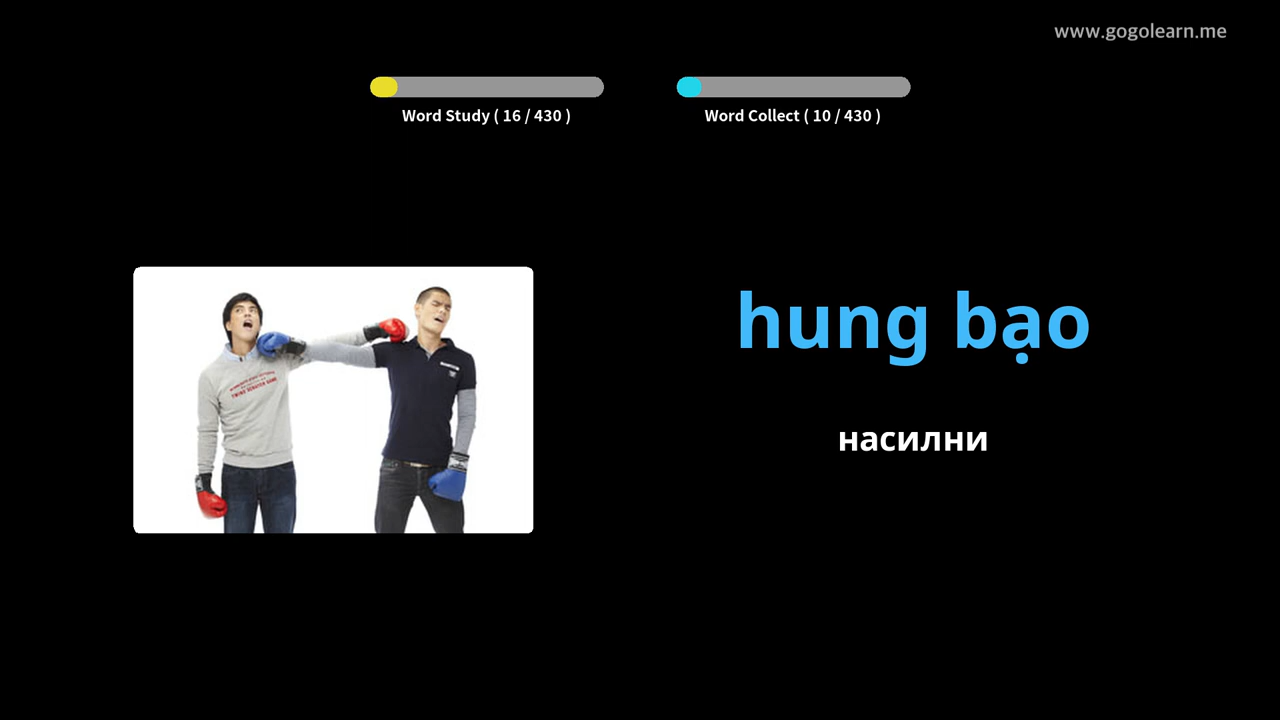 www.gogolearn.me
Word Study ( 16 / 430 )
Word Collect ( 10 / 430 )
hung bạo
насилни